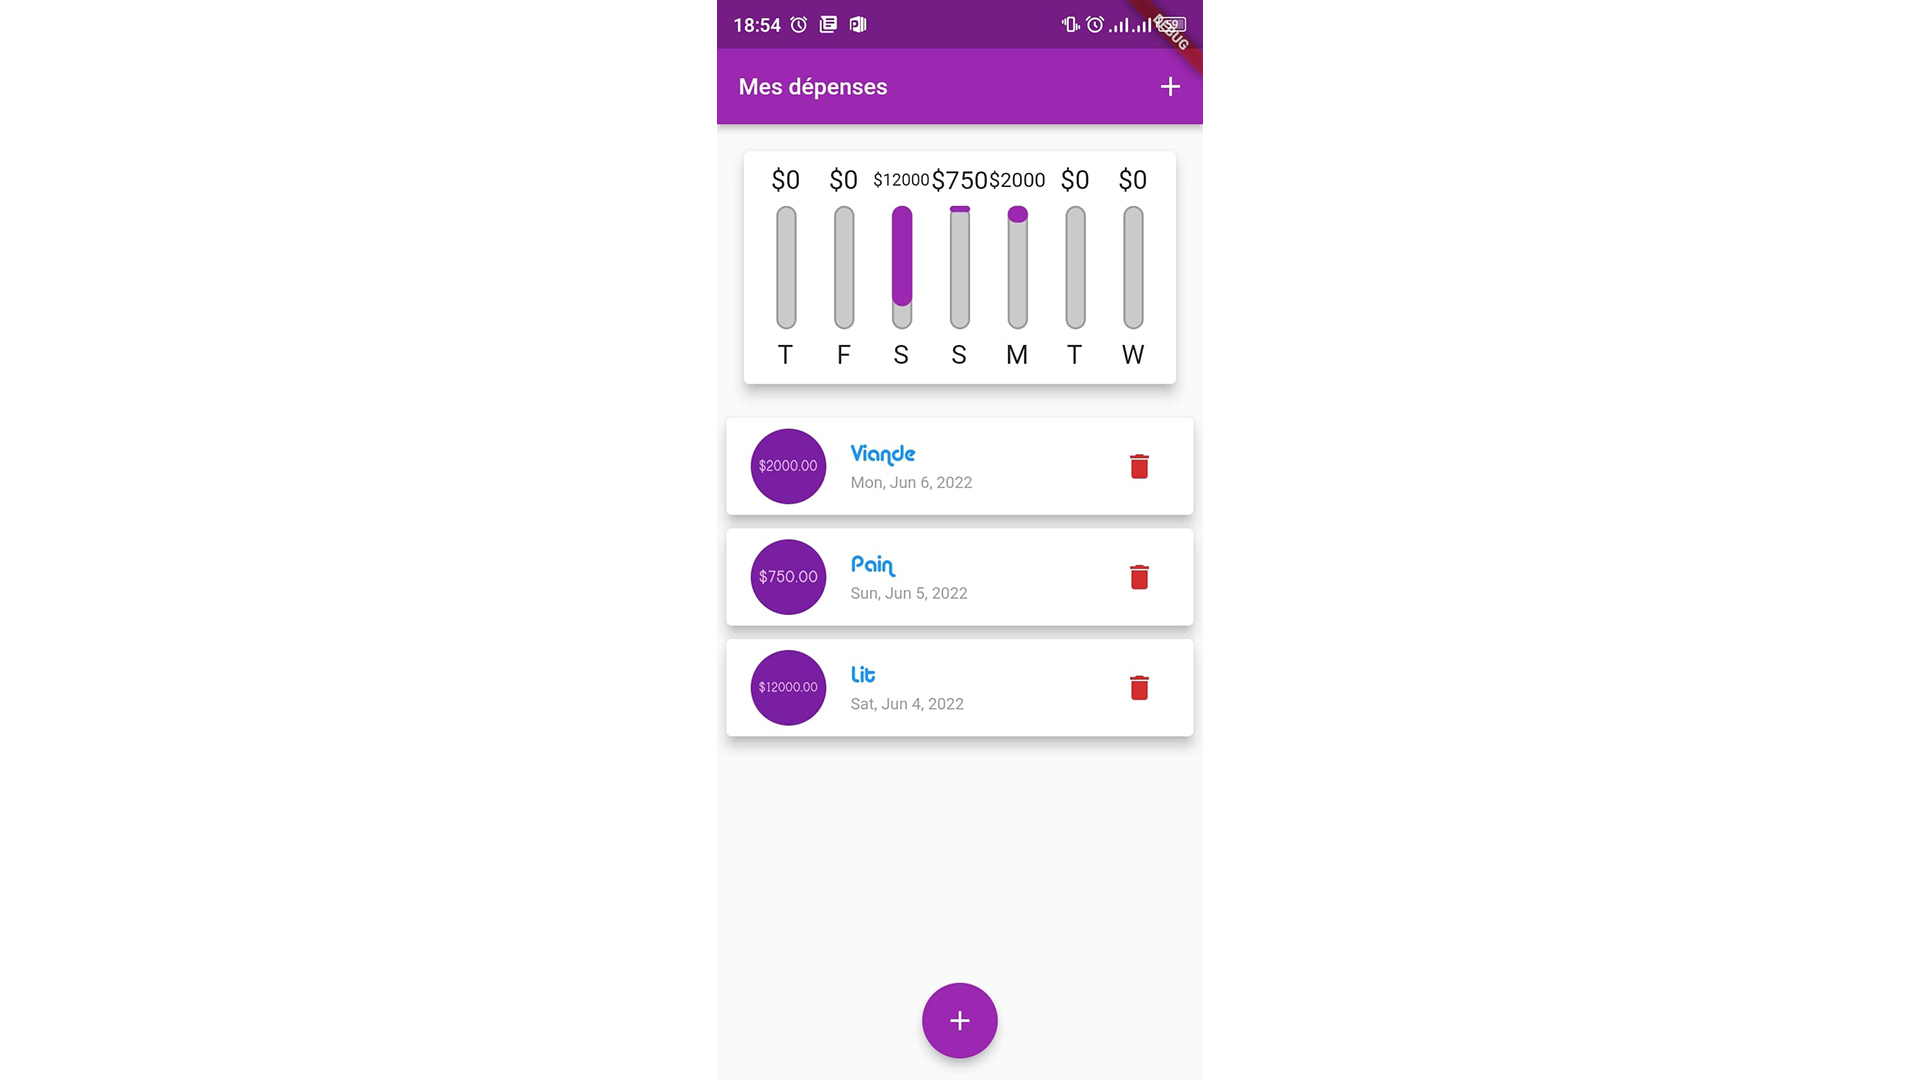 18:54
59
DEBUG
Mes dépenses
$0 $0 $12000 $750 $2000 $0 $0
T F S S M T W
$2000.00
Viande
Mon, Jun 6, 2022
$750.00
Pain
Sun, Jun 5, 2022
$12000.00
Lit
Sat, Jun 4, 2022